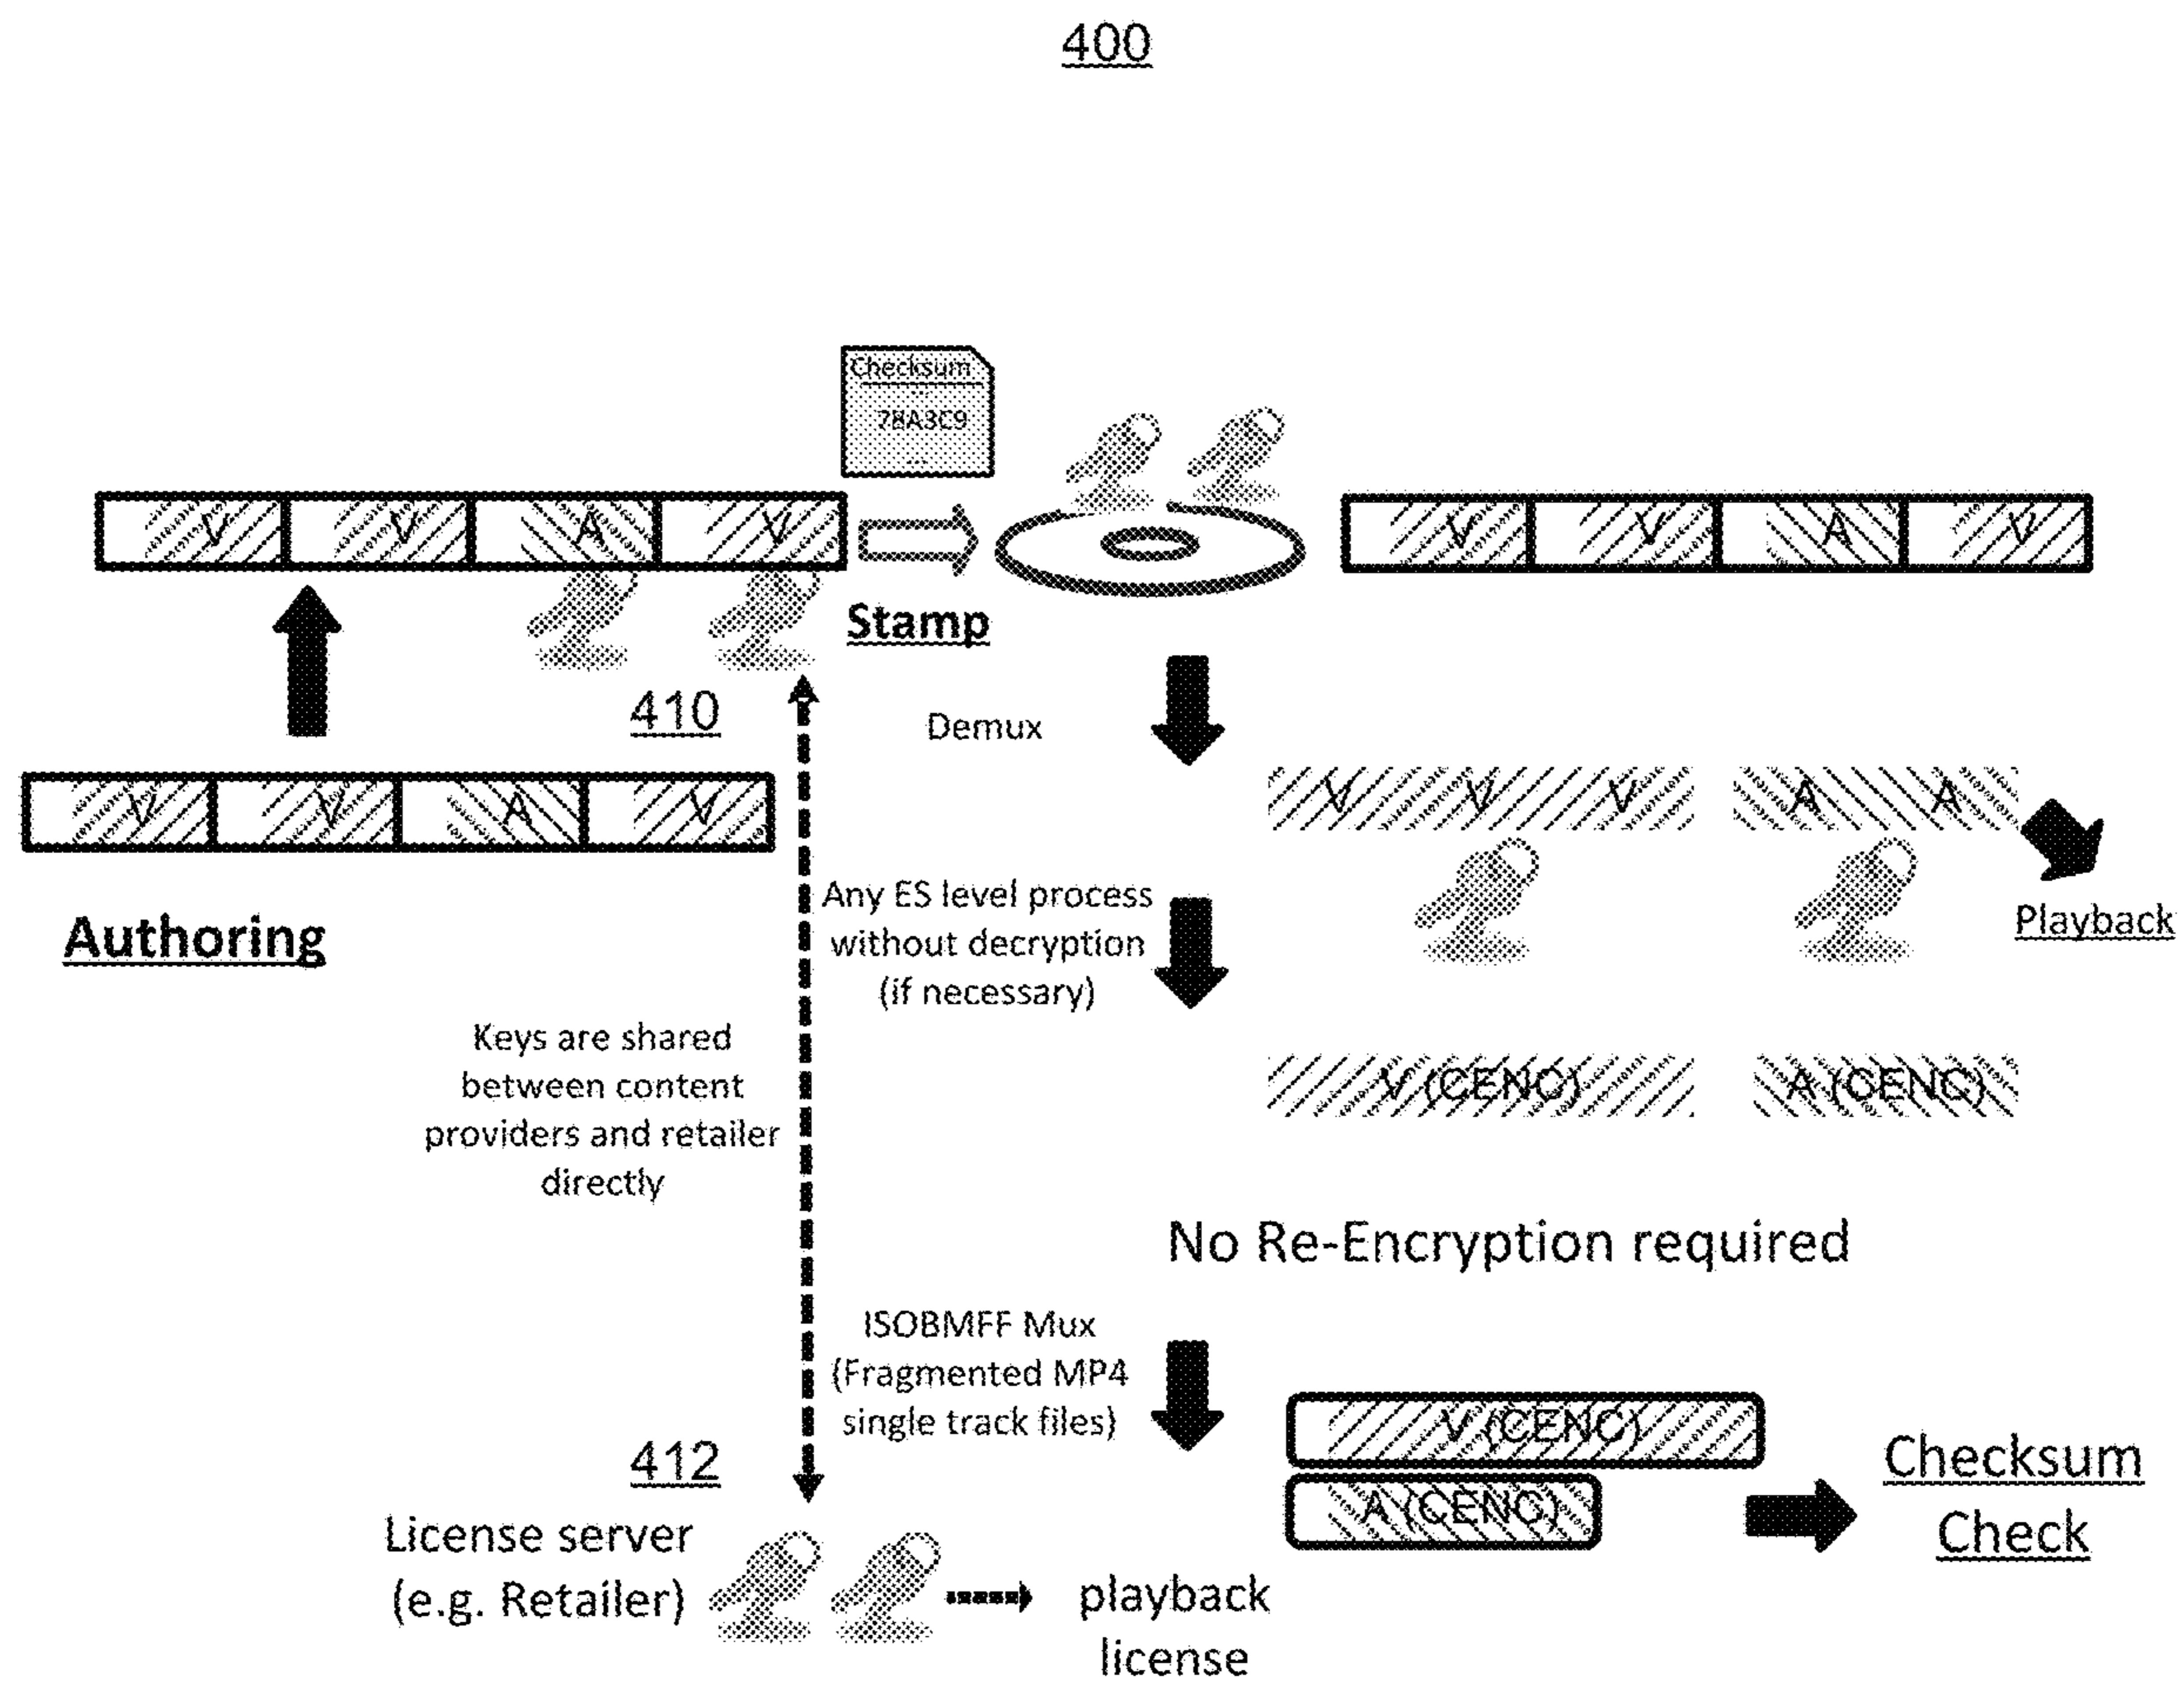 400
Checksum
...
78A3C9
...
V V A V
V V A V
Stamp
410
Demux
V V A V
V V V A A
Authoring
Any ES level process
without decryption
(if necessary)
Playback
Keys are shared
between content
providers and retailer
directly
V (CENC) A (CENC)
No Re-Encryption required
ISOBMFF Mux
(Fragmented MP4
single track files)
V (CENC)
A (CENC)
Checksum
Check
412
License server
(e.g. Retailer)
playback
license